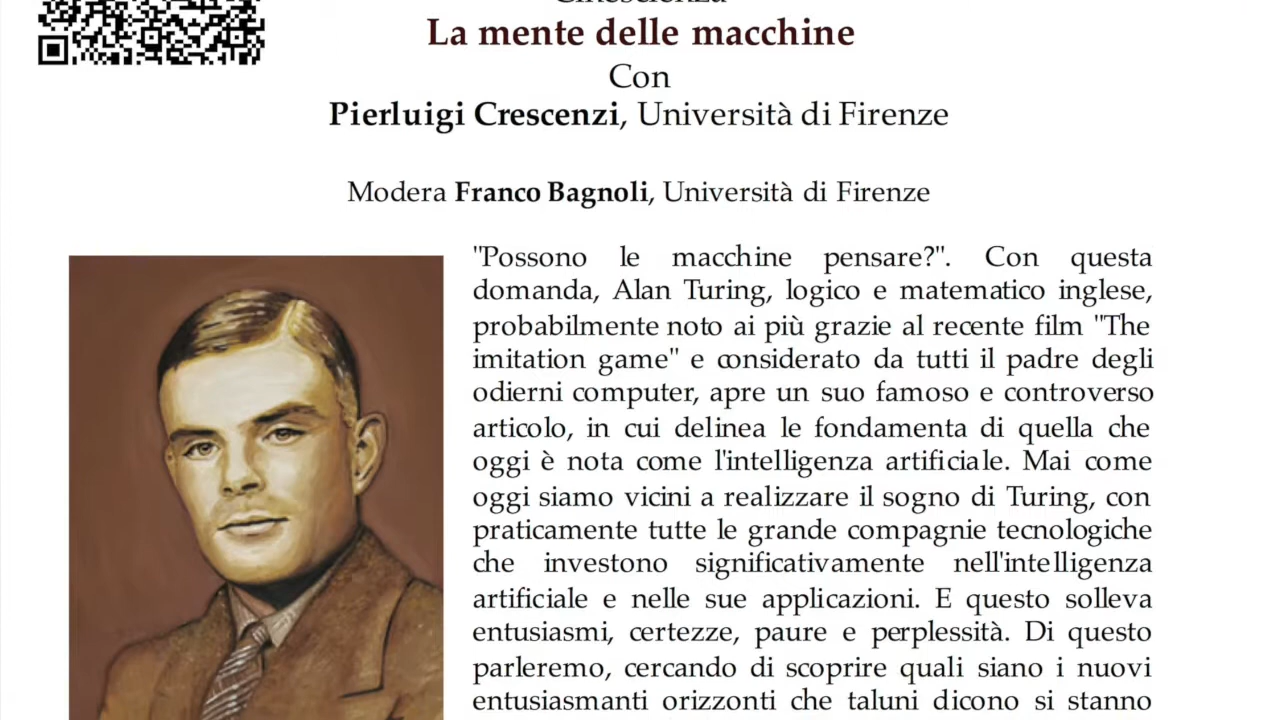 Cinescienza
La mente delle macchine
Con
Pierluigi Crescenzi, Università di Firenze
Modera Franco Bagnoli, Università di Firenze
"Possono le macchine pensare?". Con questa
domanda, Alan Turing, logico e matematico inglese,
probabilmente noto ai più grazie al recente film "The
imitation game" e considerato da tutti il padre degli
odierni computer, apre un suo famoso e controverso
articolo, in cui delinea le fondamenta di quella che
oggi è nota come l'intelligenza artificiale. Mai come
oggi siamo vicini a realizzare il sogno di Turing, con
praticamente tutte le grande compagnie tecnologiche
che investono significativamente nell'intelligenza
artificiale e nelle sue applicazioni. E questo solleva
entusiasmi, certezze, paure e perplessità. Di questo
parleremo, cercando di scoprire quali siano i nuovi
entusiasmanti orizzonti che taluni dicono si stanno